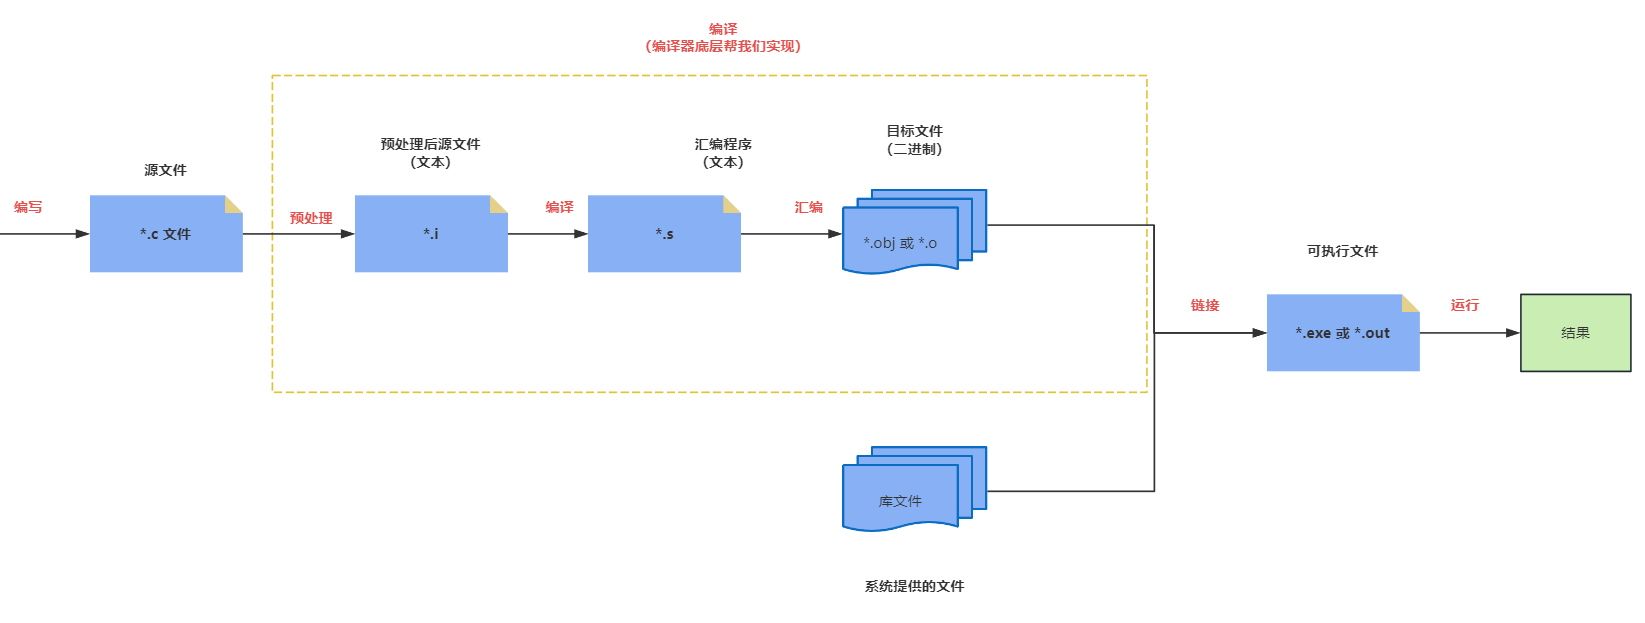 编译
（编译器底层帮我们实现）
源文件
预处理后源文件
（文本）
汇编程序
（文本）
目标文件
（二进制）
编写
*.c 文件
预处理
*.i
编译
*.s
汇编
*.obj 或 *.o
可执行文件
链接
*.exe 或 *.out
运行
结果
库文件
系统提供的文件